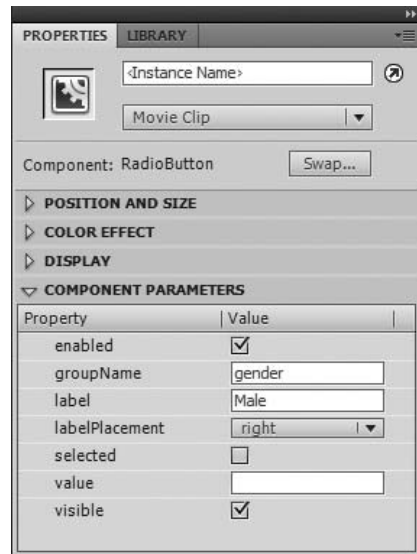 PROPERTIES LIBRARY
<Instance Name>
Movie Clip
Component: RadioButton Swap...
POSITION AND SIZE
COLOR EFFECT
DISPLAY
COMPONENT PARAMETERS
Property Value
enabled
groupName gender
label Male
labelPlacement right
selected
value
visible